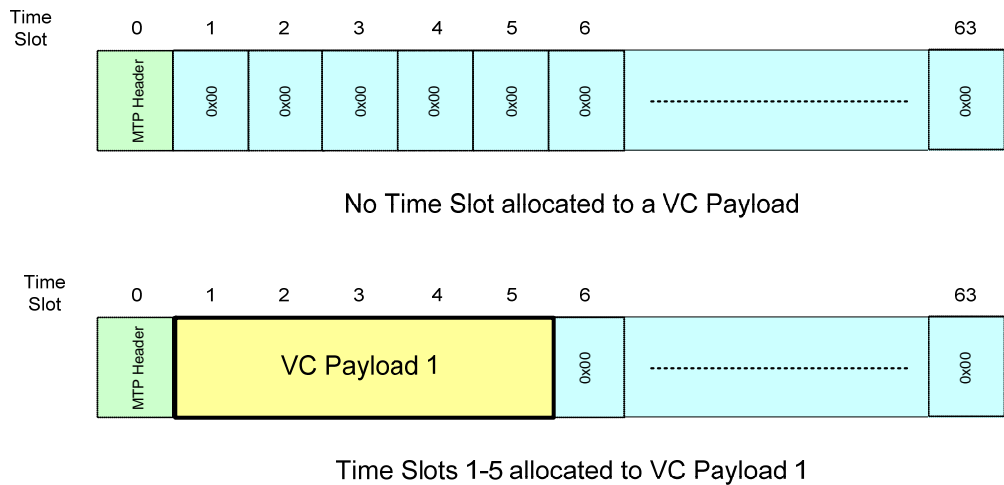 Time
Slot
0 1 2 3 4 5 6 63
MTP Header 0x00 0x00 0x00 0x00 0x00 0x00 0x00
No Time Slot allocated to a VC Payload
Time
Slot
0 1 2 3 4 5 6 63
MTP Header VC Payload 1 0x00 0x00
Time Slots 1-5 allocated to VC Payload 1